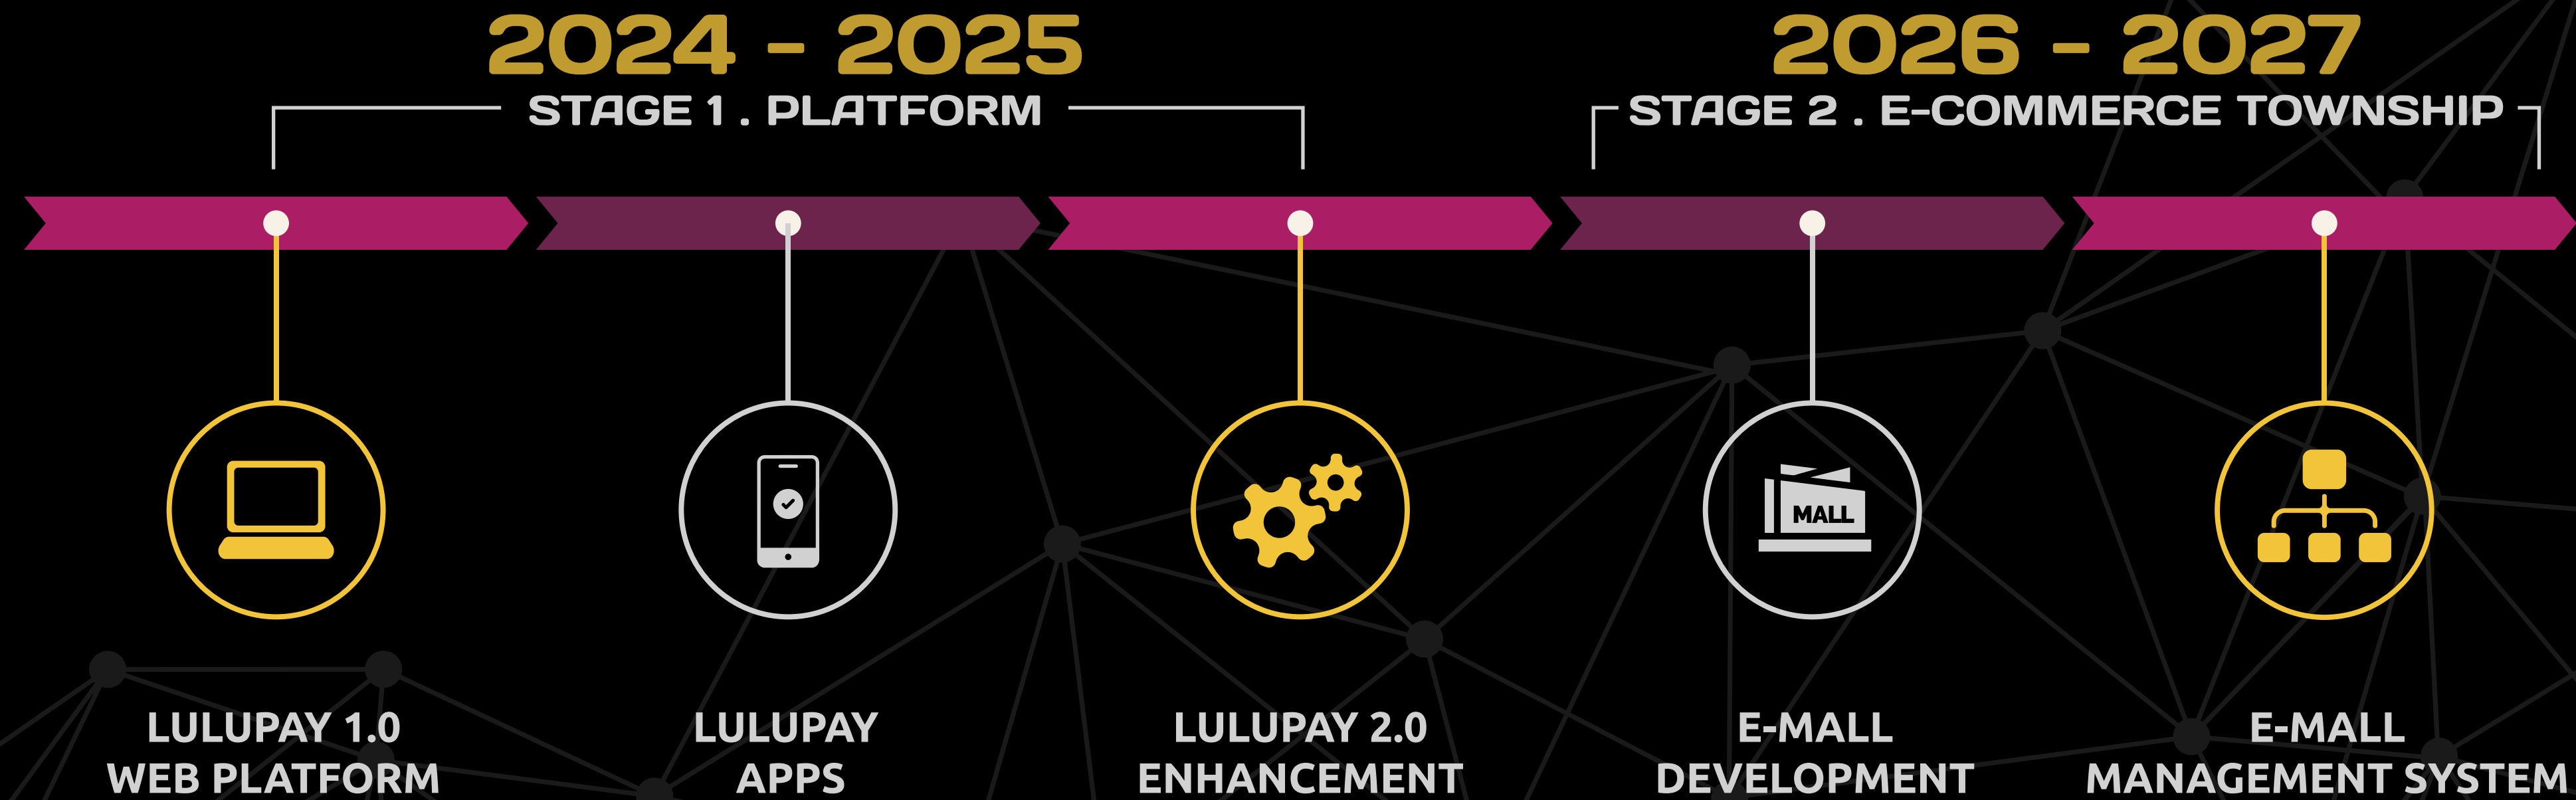 2024 - 2025
STAGE 1 . PLATFORM
2026 - 2027
STAGE 2 . E-COMMERCE TOWNSHIP
MALL
LULUPAY 1.0
WEB PLATFORM
LULUPAY
APPS
LULUPAY 2.0
ENHANCEMENT
E-MALL
DEVELOPMENT
E-MALL
MANAGEMENT SYSTEM